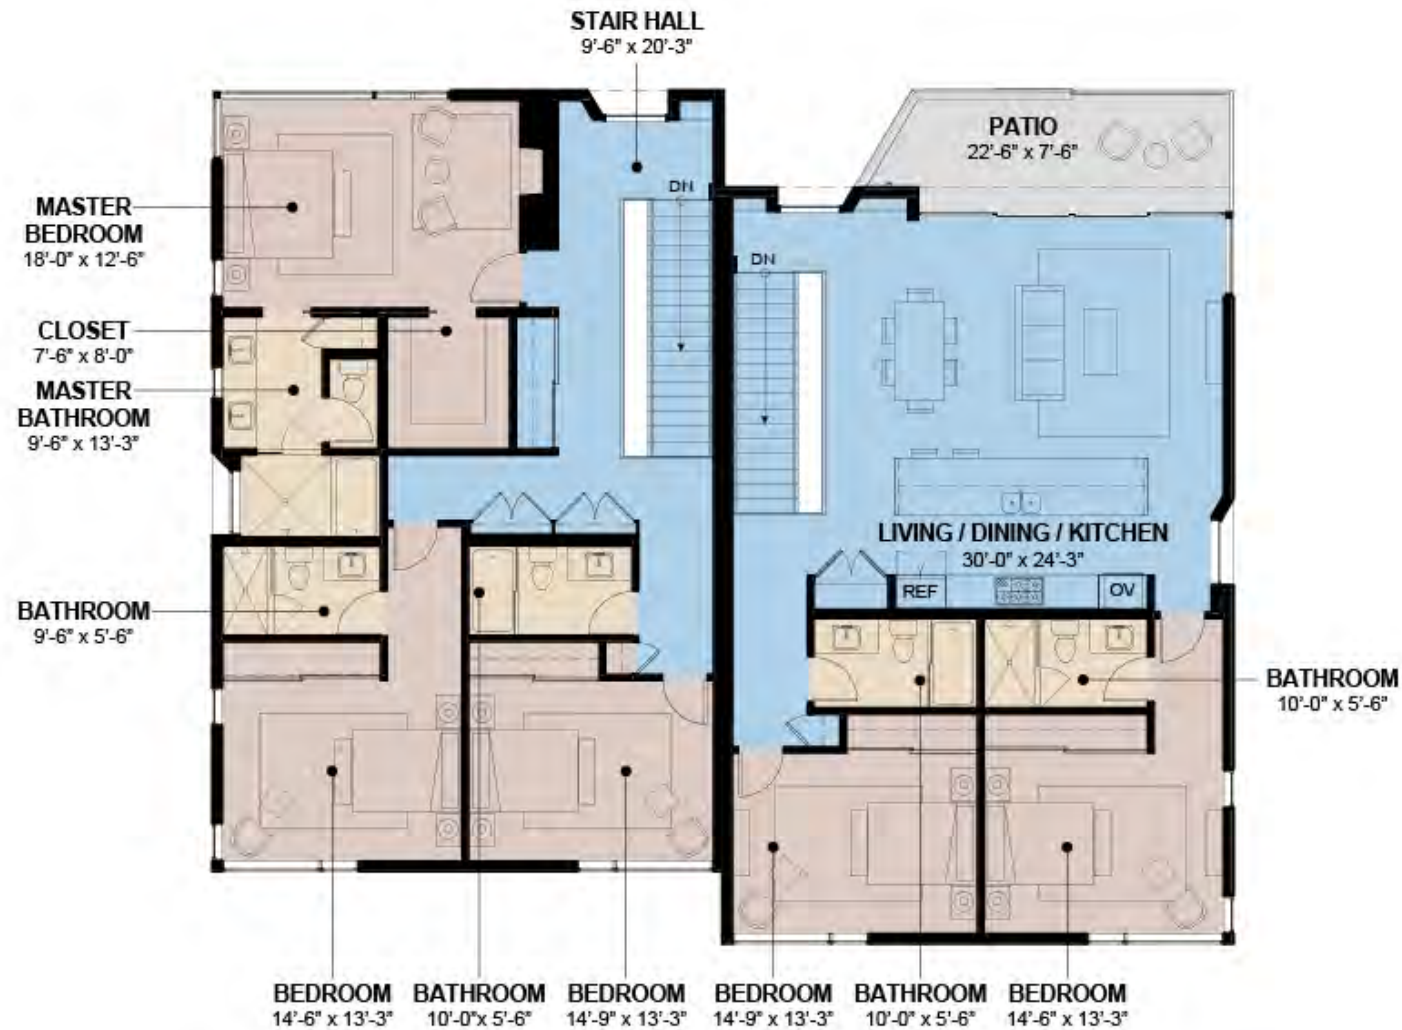 STAIR HALL
9'-6" x 20'-3"
PATIO
22'-6" x 7'-6"
DN
MASTER
BEDROOM
18'-0" x 12'-6"
DN
CLOSET
7'-6" x 8'-0"
MASTER
BATHROOM
9'-6" x 13'-3"
LIVING / DINING / KITCHEN
30'-0" x 24'-3"
REF
OV
BATHROOM
9'-6" x 5'-6"
BATHROOM
10'-0" x 5'-6"
BEDROOM
14'-6" x 13'-3"
BATHROOM
10'-0"x 5'-6"
BEDROOM
14'-9" x 13'-3"
BEDROOM
14'-9" x 13'-3"
BATHROOM
10'-0" x 5'-6"
BEDROOM
14'-6" x 13'-3"